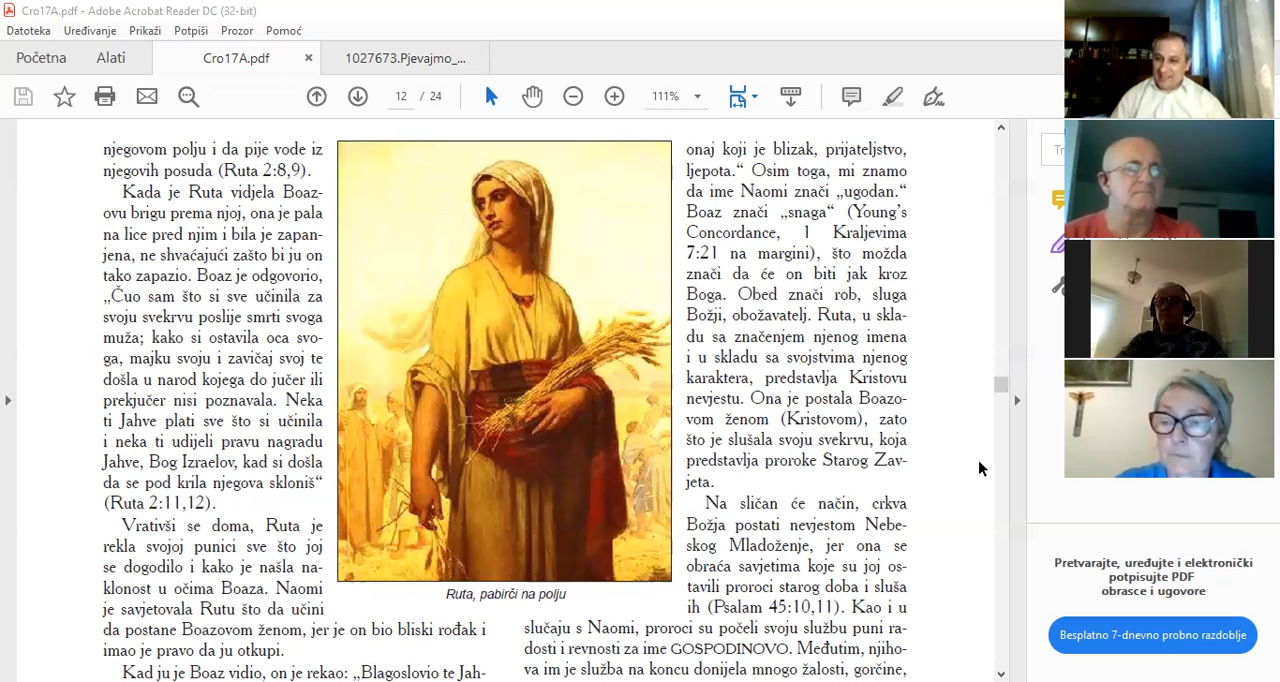 Cro17A.pdf - Adobe Acrobat Reader DC (32-bit)
Datoteka Uređivanje Prikaži Potpiši Prozor Pomoć
Početna Alati Cro17A.pdf × 1027673.Pjevajmo_...
12 / 24 111%
njegovom polju i da pije vode iz
njegovih posuda (Ruta 2:8,9).
Kada je Ruta vidjela Boaz-
ovu brigu prema njoj, ona je pala
na lice pred njim i bila je zapan-
jena, ne shvaćajući zašto bi ju on
tako zapazio. Boaz je odgovorio,
„Čuo sam što si sve učinila za
svoju svekrvu poslije smrti svoga
muža; kako si ostavila oca svo-
ga, majku svoju i zavičaj svoj te
došla u narod kojega do jučer ili
prekjučer nisi poznavala. Neka
ti Jahve plati sve što si učinila
i neka ti udijeli pravu nagradu
Jahve, Bog Izraelov, kad si došla
da se pod krila njegova skloniš“
(Ruta 2:11,12).
Vrativši se doma, Ruta je
rekla svojoj punici sve što joj
se dogodilo i kako je našla na-
klonost u očima Boaza. Naomi
je savjetovala Rutu što da učini
da postane Boazovom ženom, jer je on bio bliski rođak i
imao je pravo da ju otkupi.
Kad ju je Boaz vidio, on je rekao: „Blagoslovio te Jah-
Ruta, pabirči na polju
onaj koji je blizak, prijateljstvo,
ljepota.“ Osim toga, mi znamo
da ime Naomi znači „ugodan.“
Boaz znači „snaga“ (Young’s
Concordance, 1 Kraljevima
7:21 na margini), što možda
znači da će on biti jak kroz
Boga. Obed znači rob, sluga
Božji, obožavatelj. Ruta, u skla-
du sa značenjem njenog imena
i u skladu sa svojstvima njenog
karaktera, predstavlja Kristovu
nevjestu. Ona je postala Boazo-
vom ženom (Kristovom), zato
što je slušala svoju svekrvu, koja
predstavlja proroke Starog Zav-
jeta.
Na sličan će način, crkva
Božja postati nevjestom Nebe-
skog Mladoženje, jer ona se
obraća savjetima koje su joj os-
tavili proroci starog doba i sluša
ih (Psalam 45:10,11). Kao i u
slučaju s Naomi, proroci su počeli svoju službu puni ra-
dosti i revnosti za ime GOSPODINOVO. Međutim, njiho-
va im je služba na koncu donijela mnogo žalosti, gorčine,
Pretvarajte, uređujte i elektronički
potpisujte PDF
obrasce i ugovore
Besplatno 7-dnevno probno razdoblje